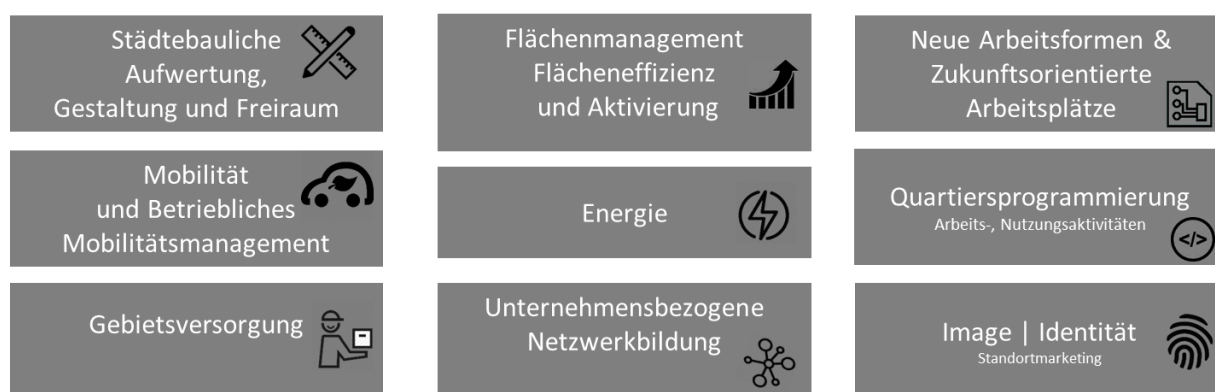 Städtebauliche
Aufwertung,
Gestaltung und Freiraum
Flächenmanagement
Flächeneffizienz
und Aktivierung
Neue Arbeitsformen &
Zukunftsorientierte
Arbeitsplätze
Mobilität
und Betriebliches
Mobilitätsmanagement
Energie
Quartiersprogrammierung
Arbeits-, Nutzungsaktivitäten
</>
Gebietsversorgung
Unternehmensbezogene
Netzwerkbildung
Image | Identität
Standortmarketing